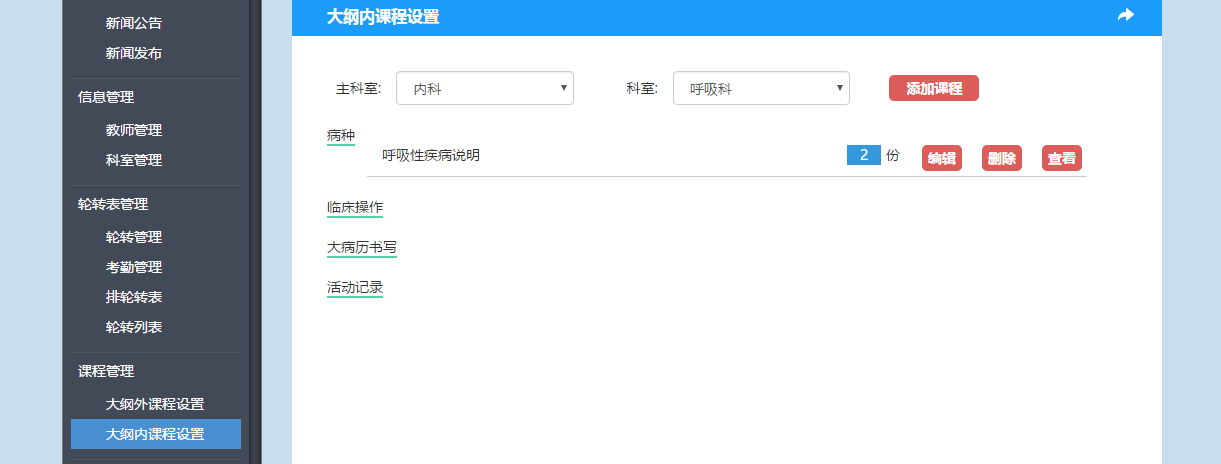 新闻公告
新闻发布
信息管理
教师管理
科室管理
轮转表管理
轮转管理
考勤管理
排轮转表
轮转列表
课程管理
大纲外课程设置
大纲内课程设置
大纲内课程设置
主科室: 内科 科室: 呼吸科 添加课程
病种
呼吸性疾病说明 2 份 编辑 删除 查看
临床操作
大病历书写
活动记录